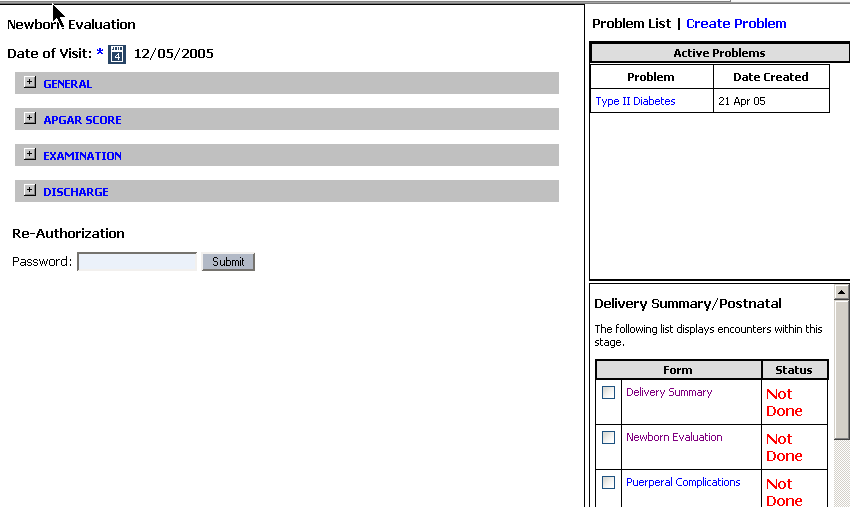 Newborn Evaluation
Date of Visit: * 4 12/05/2005
+ GENERAL
+ APGAR SCORE
+ EXAMINATION
+ DISCHARGE
Re-Authorization
Password: Submit
Problem List | Create Problem
Active Problems
Problem Date Created
Type II Diabetes 21 Apr 05
Delivery Summary/Postnatal
The following list displays encounters within this
stage.
Form Status
Delivery Summary Not
Done
Newborn Evaluation Not
Done
Puerperal Complications Not
Done